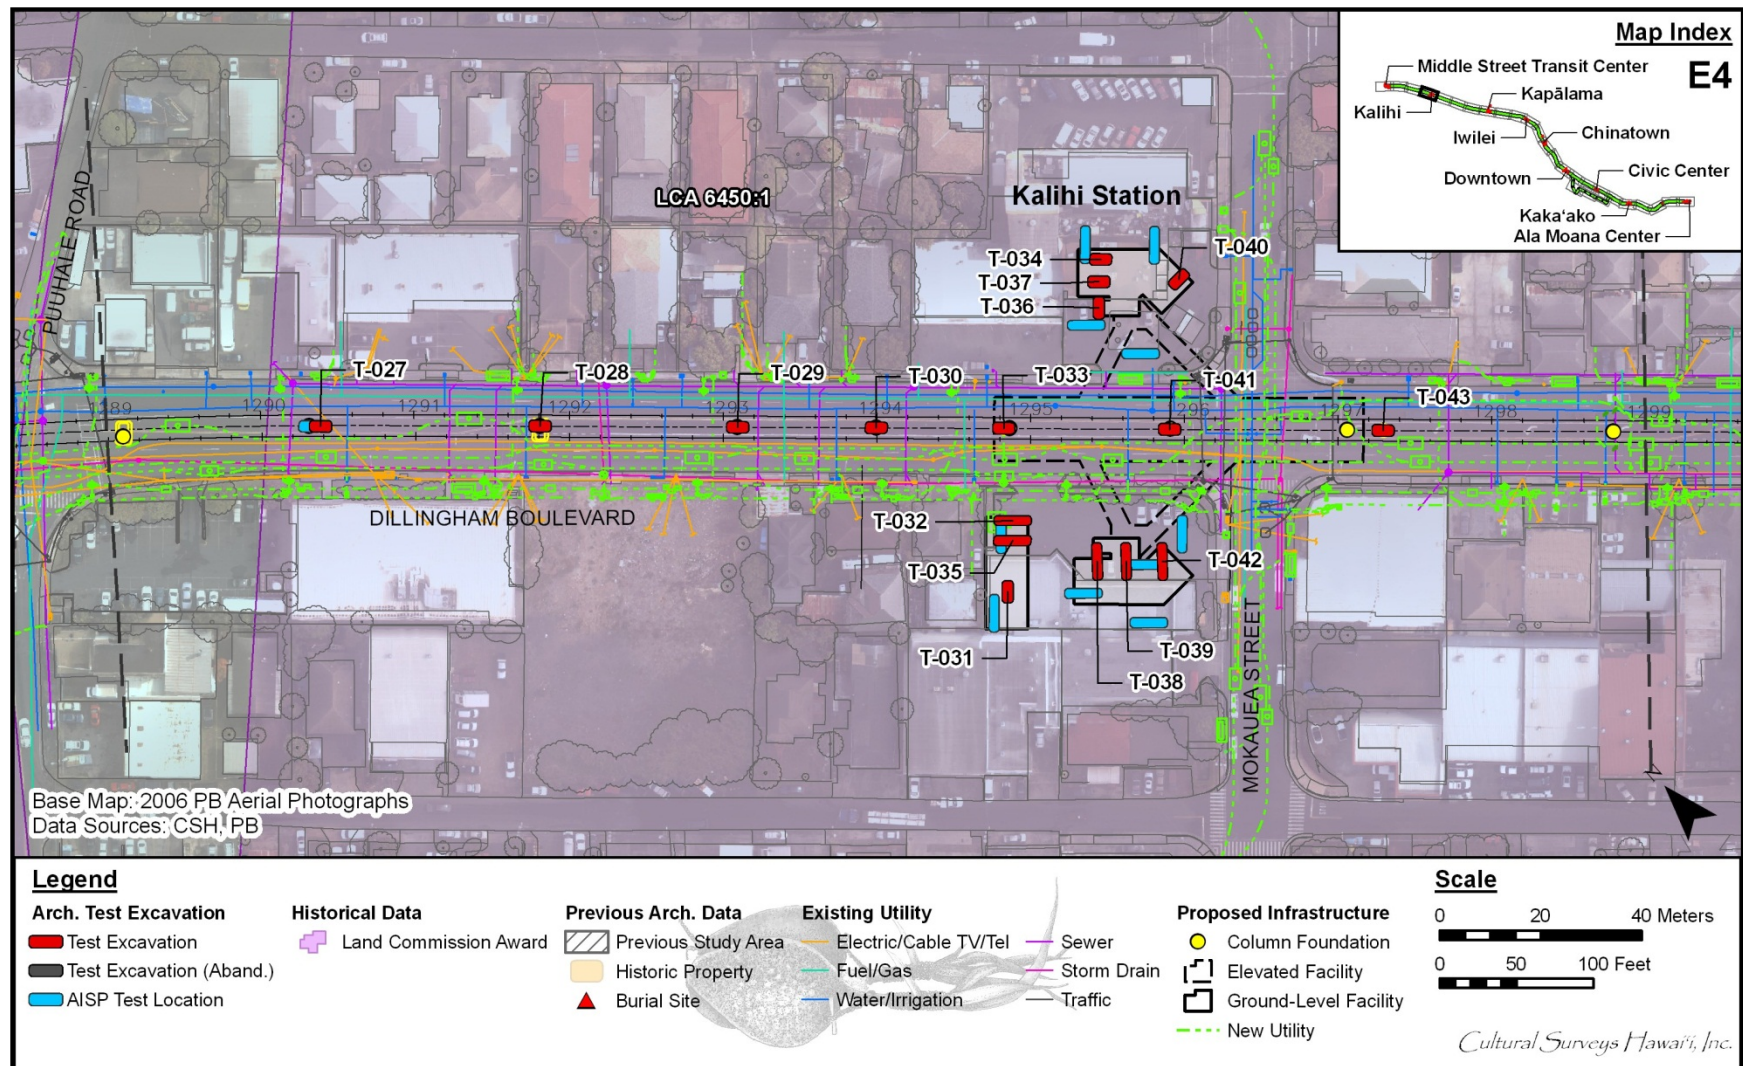 Map Index
E4
Middle Street Transit Center
Kapālama
Kalihi
Iwilei
Chinatown
Civic Center
Downtown
Kaka‘ako
Ala Moana Center
PUUHALE ROAD
LCA 6450:1
Kalihi Station
T-034
T-040
T-037
T-036
T-027
T-028
T-029
T-030
T-033
T-041
T-043
1289
1290
1291
1292
1293
1294
1295
1296
1297
1298
1299
DILLINGHAM BOULEVARD
T-032
T-035
T-042
T-031
T-039
T-038
MOKAUEA STREET
Base Map: 2006 PB Aerial Photographs
Data Sources: CSH, PB
Legend
Arch. Test Excavation
Test Excavation
Test Excavation (Aband.)
AISP Test Location
Historical Data
Land Commission Award
Previous Arch. Data
Previous Study Area
Historic Property
Burial Site
Existing Utility
Electric/Cable TV/Tel
Fuel/Gas
Water/Irrigation
Sewer
Storm Drain
Traffic
Proposed Infrastructure
Column Foundation
Elevated Facility
Ground-Level Facility
New Utility
Scale
0 20 40 Meters
0 50 100 Feet
Cultural Surveys Hawai‘i, Inc.